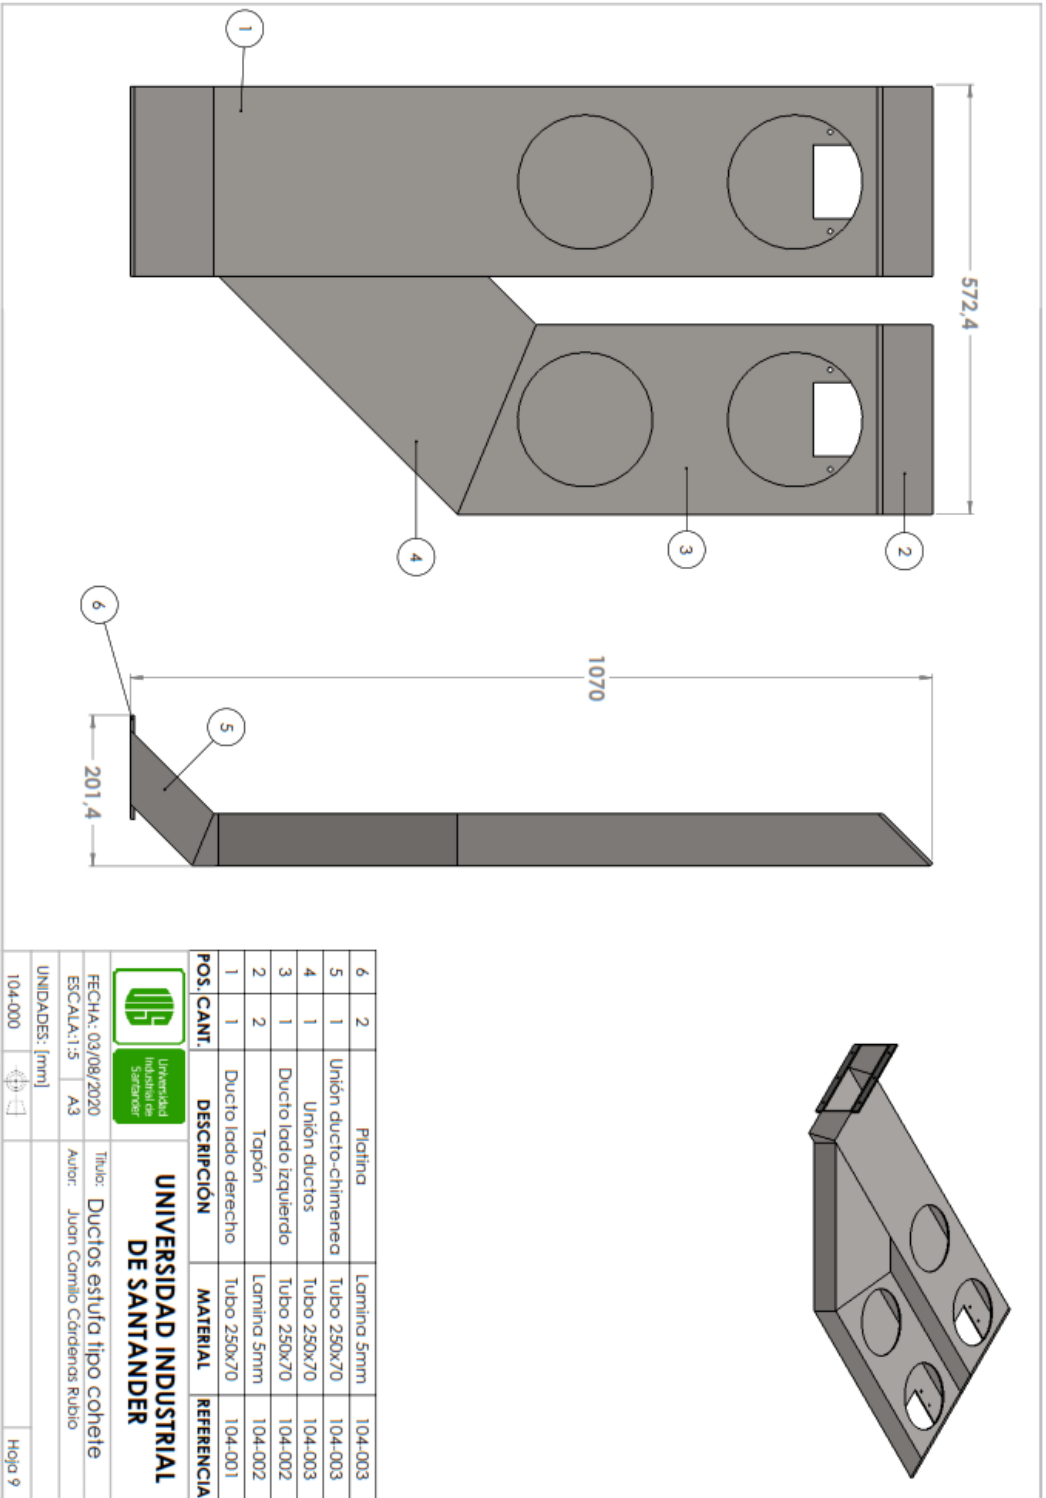 1
2
3
4
572,4
6
5
1070
201,4
6 2 Platina Lamina 5mm 104-003
5 1 Unión ducto-chimenea Tubo 250x70 104-003
4 1 Unión ductos Tubo 250x70 104-003
3 1 Ducto lado izquierdo Tubo 250x70 104-002
2 2 Tapón Lamina 5mm 104-002
1 1 Ducto lado derecho Tubo 250x70 104-001
POS. CANT. DESCRIPCIÓN MATERIAL REFERENCIA
UIS
Universidad
Industrial de
Santander
UNIVERSIDAD INDUSTRIAL
DE SANTANDER
FECHA: 03/08/2020
Titulo: Ductos estufa tipo cohete
ESCALA:1:5 A3
Autor: Juan Camilo Cárdenas Rubio
UNIDADES: [mm]
104-000
Hoja 9